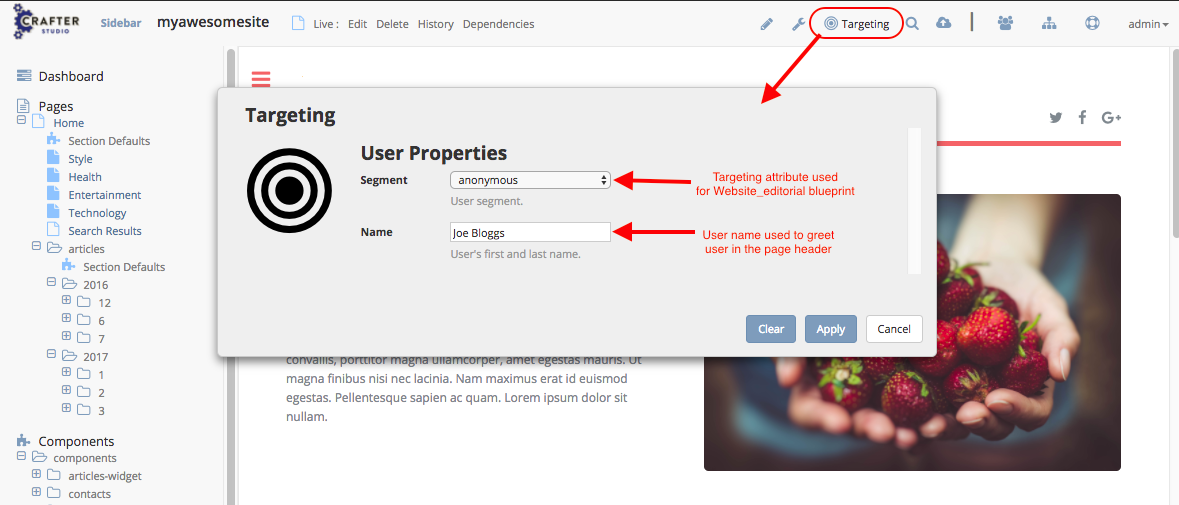 CRAFTER
STUDIO
Sidebar
myawesomesite
Live :
Edit
Delete
History
Dependencies
Targeting
admin
Dashboard
Pages
Home
Section Defaults
Style
Health
Entertainment
Technology
Search Results
articles
Section Defaults
2016
12
6
7
2017
1
2
3
Components
components
articles-widget
contacts
Targeting
User Properties
Segment
anonymous
User segment.
Targeting attribute used
for Website_editorial blueprint
Name
Joe Bloggs
User's first and last name.
User name used to greet
user in the page header
Clear
Apply
Cancel
G+
convallis, porttitor magna ullamcorper, amet egestas mauris. Ut
magna finibus nisi nec lacinia. Nam maximus erat id euismod
egestas. Pellentesque sapien ac quam. Lorem ipsum dolor sit
nullam.